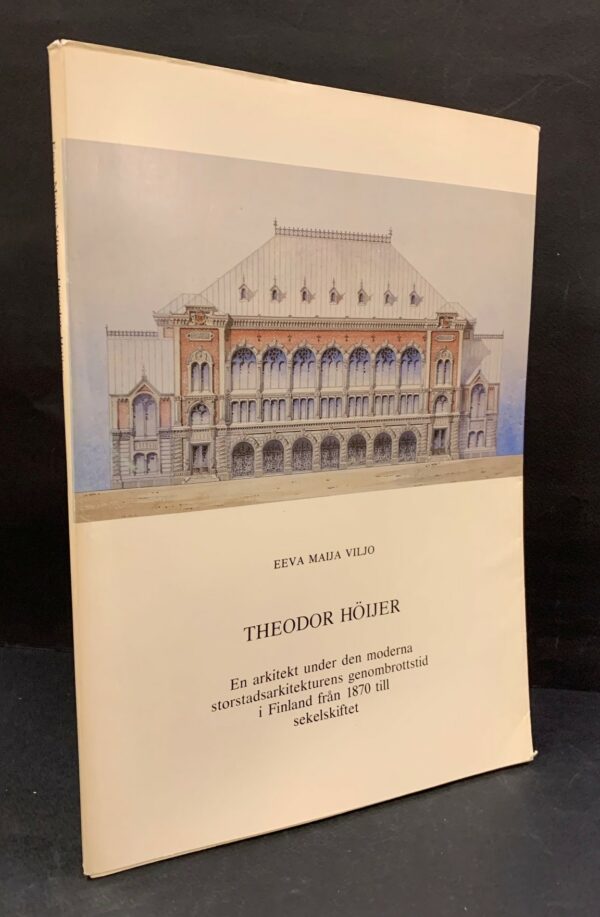 EEVA MAIJA VILJO
THEODOR HÖIJER
En arkitekt under den moderna
storstadsarkitekturens genombrottstid
i Finland från 1870 till
sekelskiftet